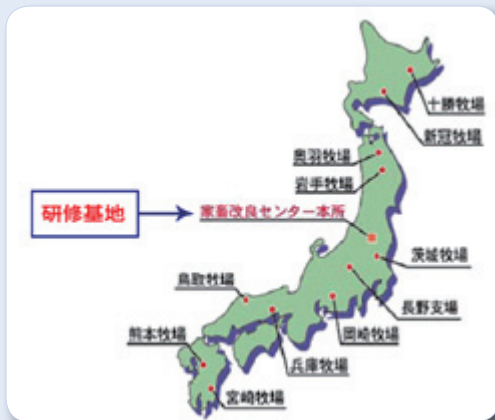 十勝牧場
新冠牧場
奥羽牧場
岩手牧場
研修基地
家畜改良センター本所
茨城牧場
鳥取牧場
長野支場
熊本牧場
岡崎牧場
兵庫牧場
宮崎牧場